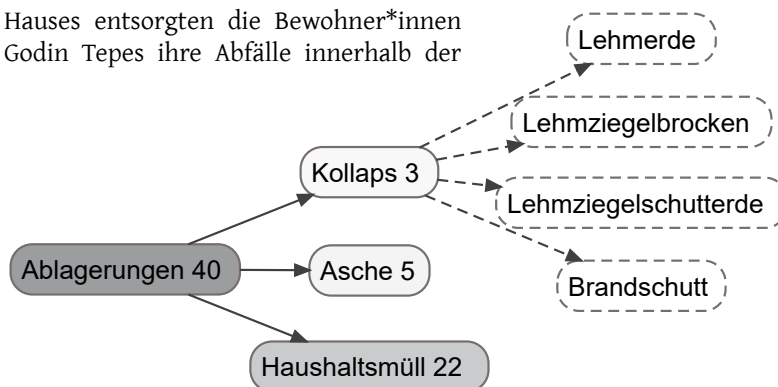 Hauses entsorgten die Bewohner*innen
Godin Tepes ihre Abfälle innerhalb der
Lehmerde
Lehmziegelbrocken
Kollaps 3
Lehmziegelschutterde
Ablagerungen 40
Asche 5
Brandschutt
Haushaltsmüll 22